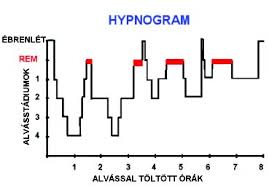 HYPNOGRAM
ÉBRENLÉT
REM
1
2
3
4
ALVÁSSTÁDIUMOK
1 2 3 4 5 6 7 8
ALVÁSSAL TÖLTÖTT ÓRÁK